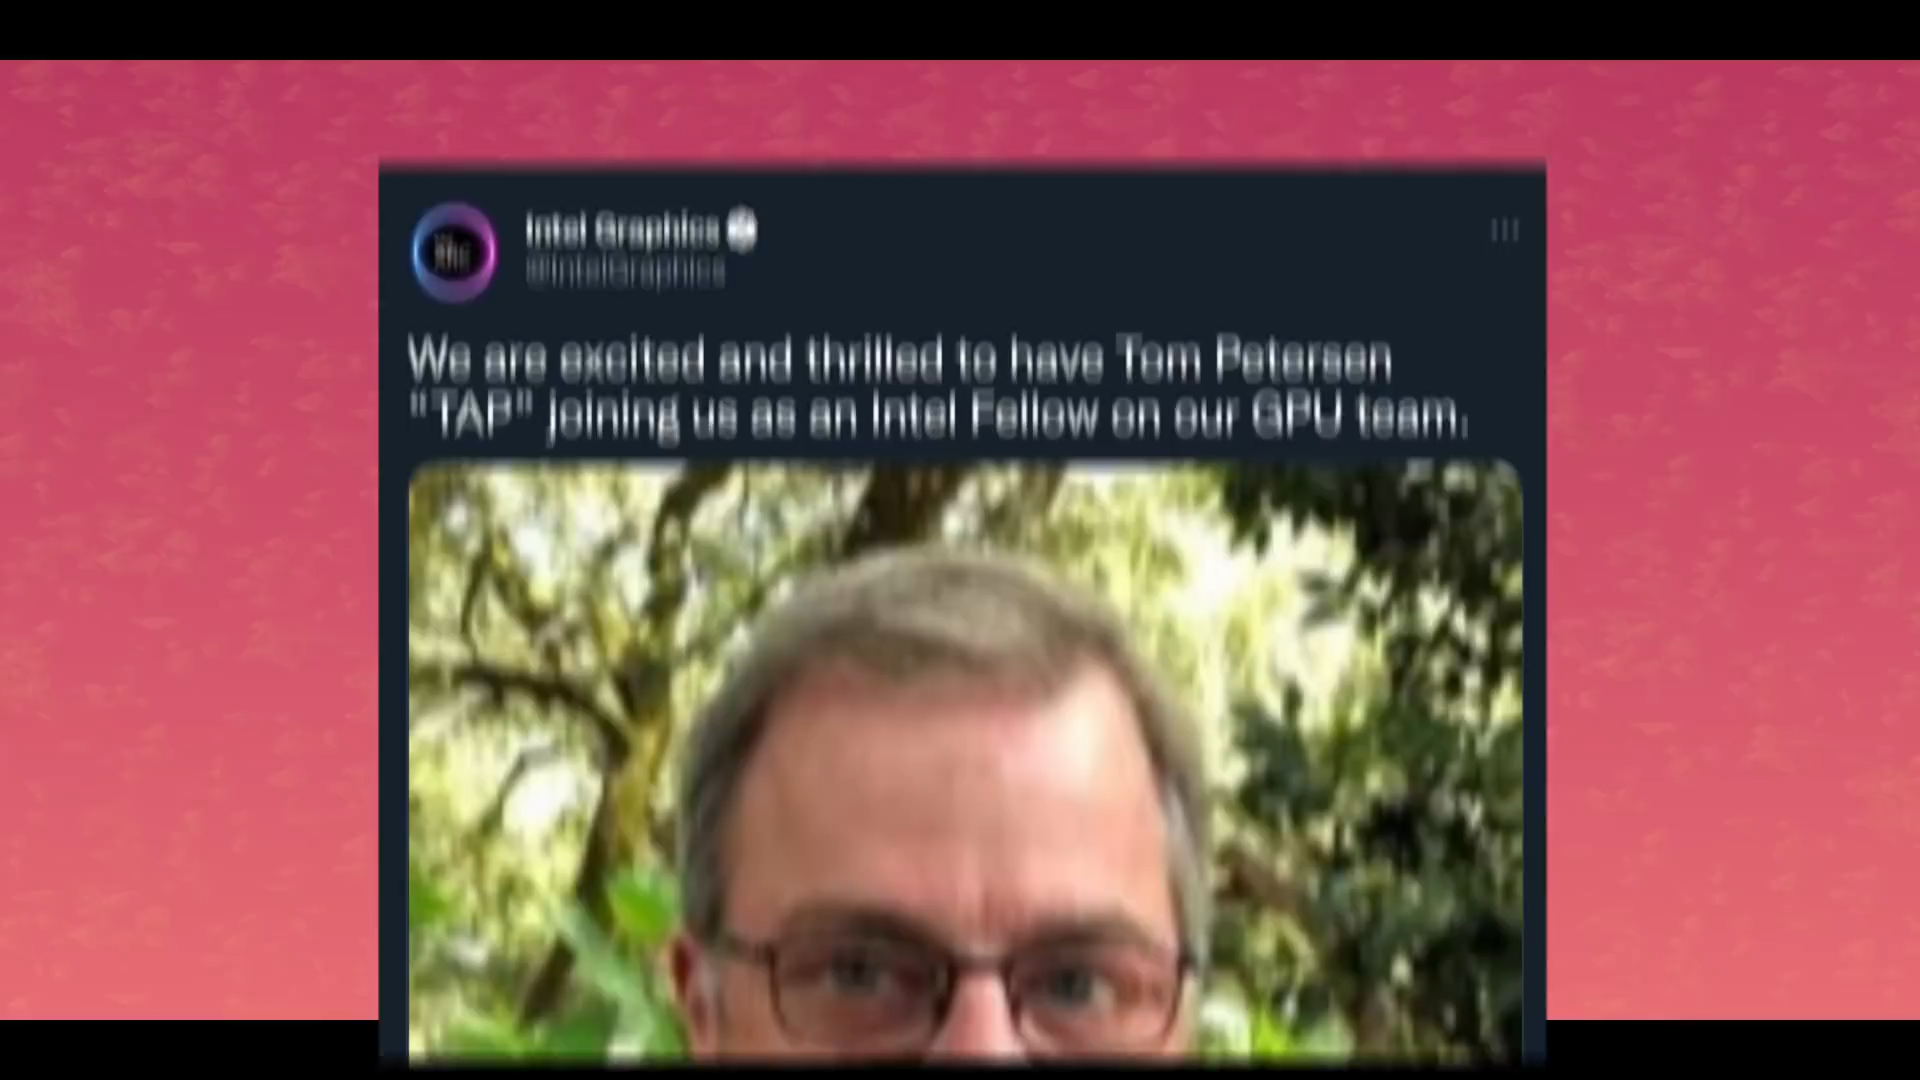 Intel Graphics
@IntelGraphics
We are excited and thrilled to have Tom Petersen
"TAP" joining us as an Intel Fellow on our GPU team.